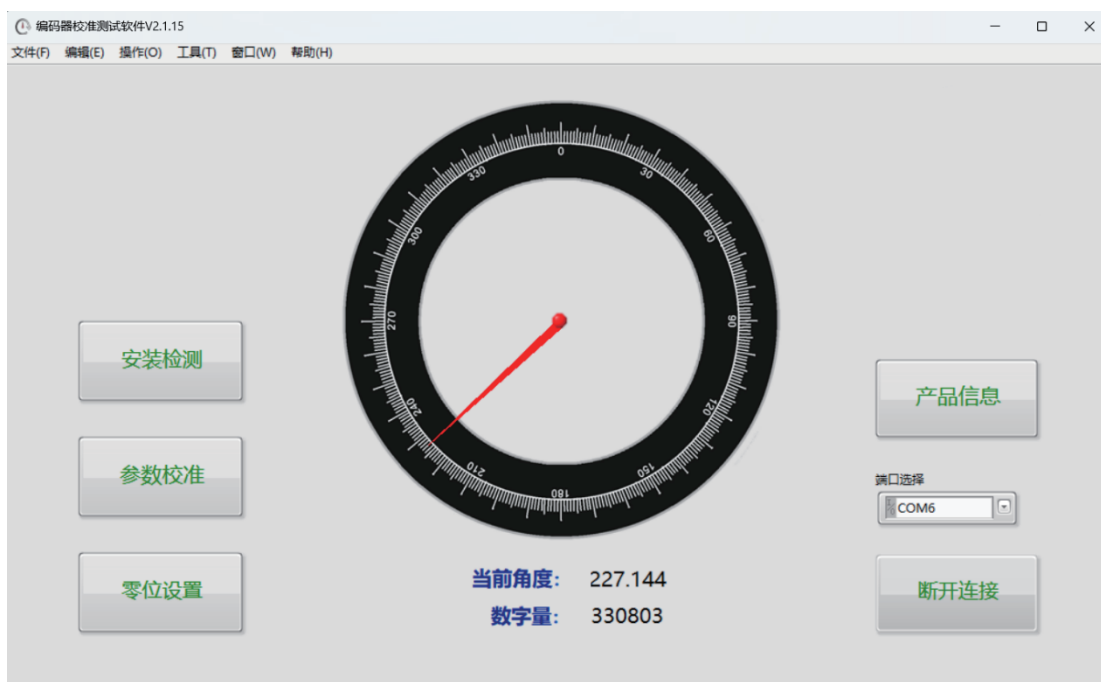 编码器校准测试软件V2.1.15
文件(F) 编辑(E) 操作(O) 工具(T) 窗口(W) 帮助(H)
0
30
60
90
120
150
180
210
240
270
300
330
安装检测
参数校准
零位设置
当前角度: 227.144
数字量: 330803
产品信息
端口选择
COM6
断开连接